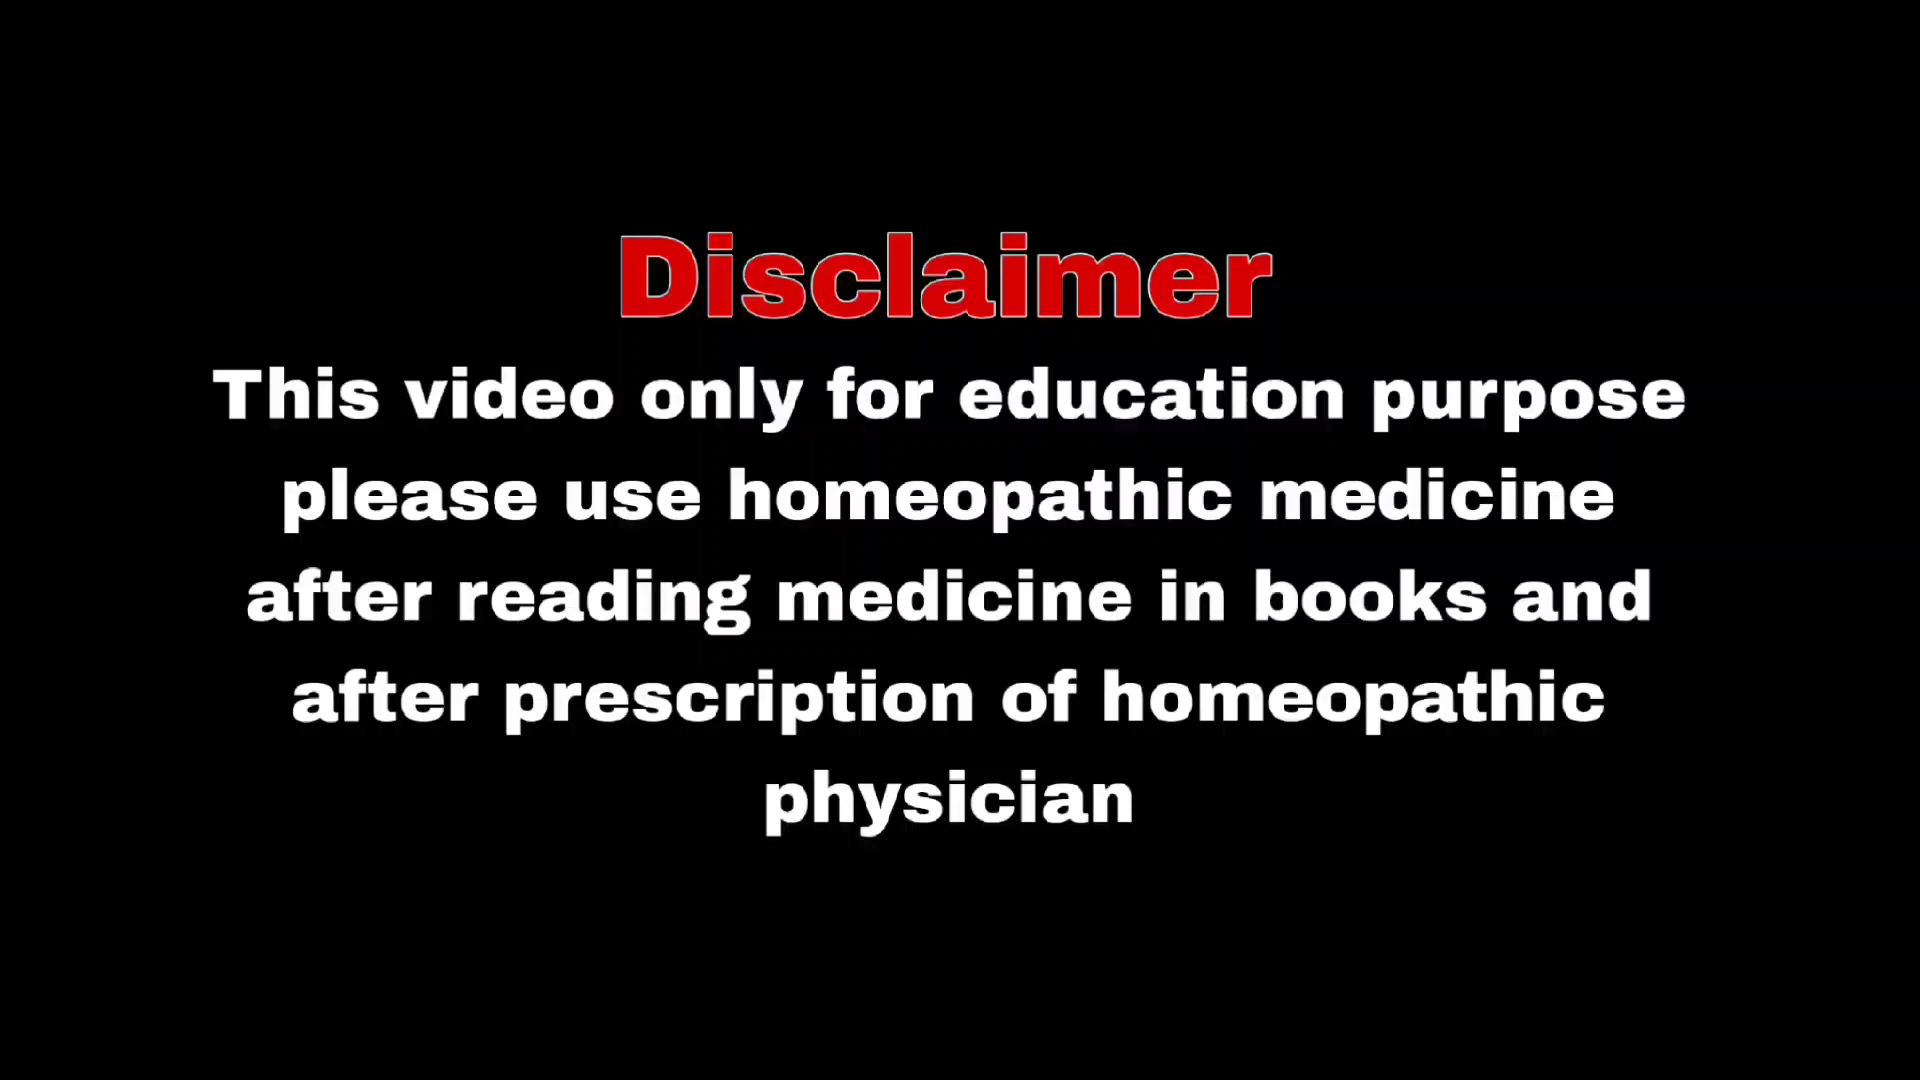 Disclaimer
This video only for education purpose
please use homeopathic medicine
after reading medicine in books and
after prescription of homeopathic
physician